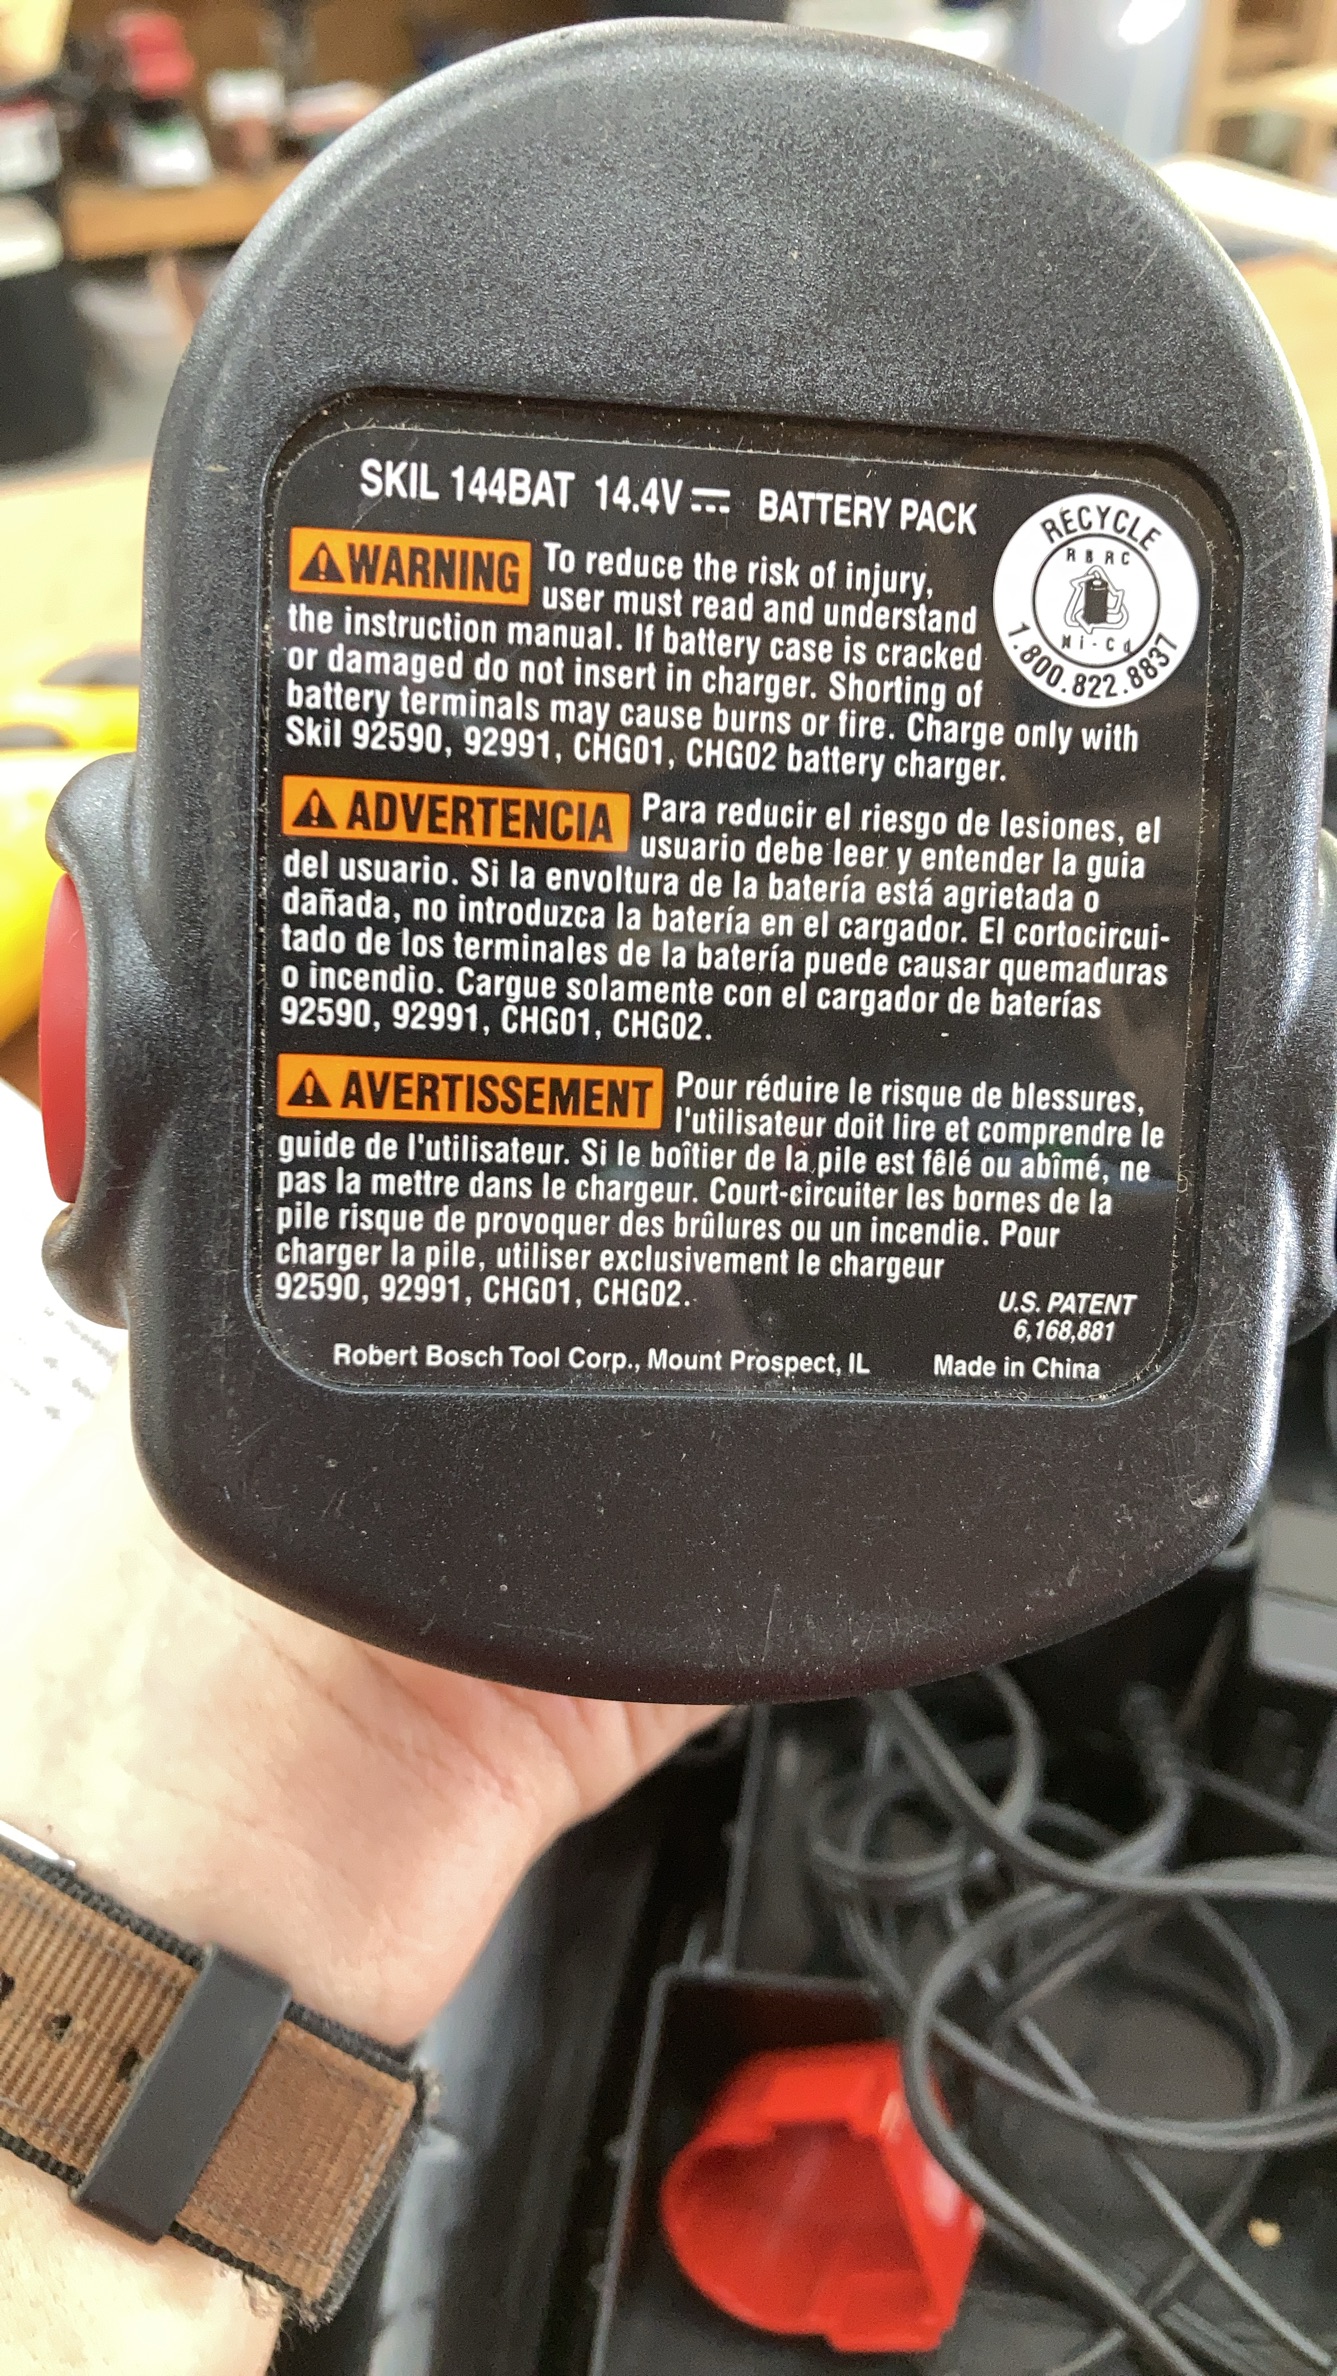 SKIL 144BAT 14.4V BATTERY PACK
RECYCLE
RBRC
Ni-Cd
1.800.822.8837
WARNING To reduce the risk of injury,
user must read and understand
the instruction manual. If battery case is cracked
or damaged do not insert in charger. Shorting of
battery terminals may cause burns or fire. Charge only with
Skil 92590, 92991, CHG01, CHG02 battery charger.
ADVERTENCIA Para reducir el riesgo de lesiones, el
usuario debe leer y entender la guia
del usuario. Si la envoltura de la batería está agrietada o
dañada, no introduzca la batería en el cargador. El cortocircui-
tado de los terminales de la batería puede causar quemaduras
o incendio. Cargue solamente con el cargador de baterías
92590, 92991, CHG01, CHG02.
AVERTISSEMENT Pour réduire le risque de blessures,
l'utilisateur doit lire et comprendre le
guide de l'utilisateur. Si le boîtier de la pile est fêlé ou abîmé, ne
pas la mettre dans le chargeur. Court-circuiter les bornes de la
pile risque de provoquer des brûlures ou un incendie. Pour
charger la pile, utiliser exclusivement le chargeur
92590, 92991, CHG01, CHG02.
U.S. PATENT
6,168,881
Robert Bosch Tool Corp., Mount Prospect, IL Made in China